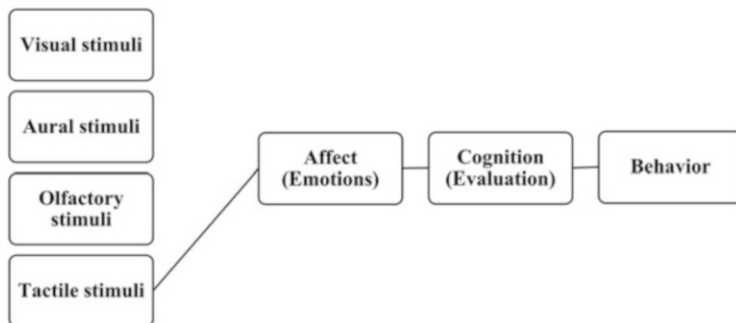 Visual stimuli
Aural stimuli
Olfactory
stimuli
Tactile stimuli
Affect
(Emotions)
Cognition
(Evaluation)
Behavior